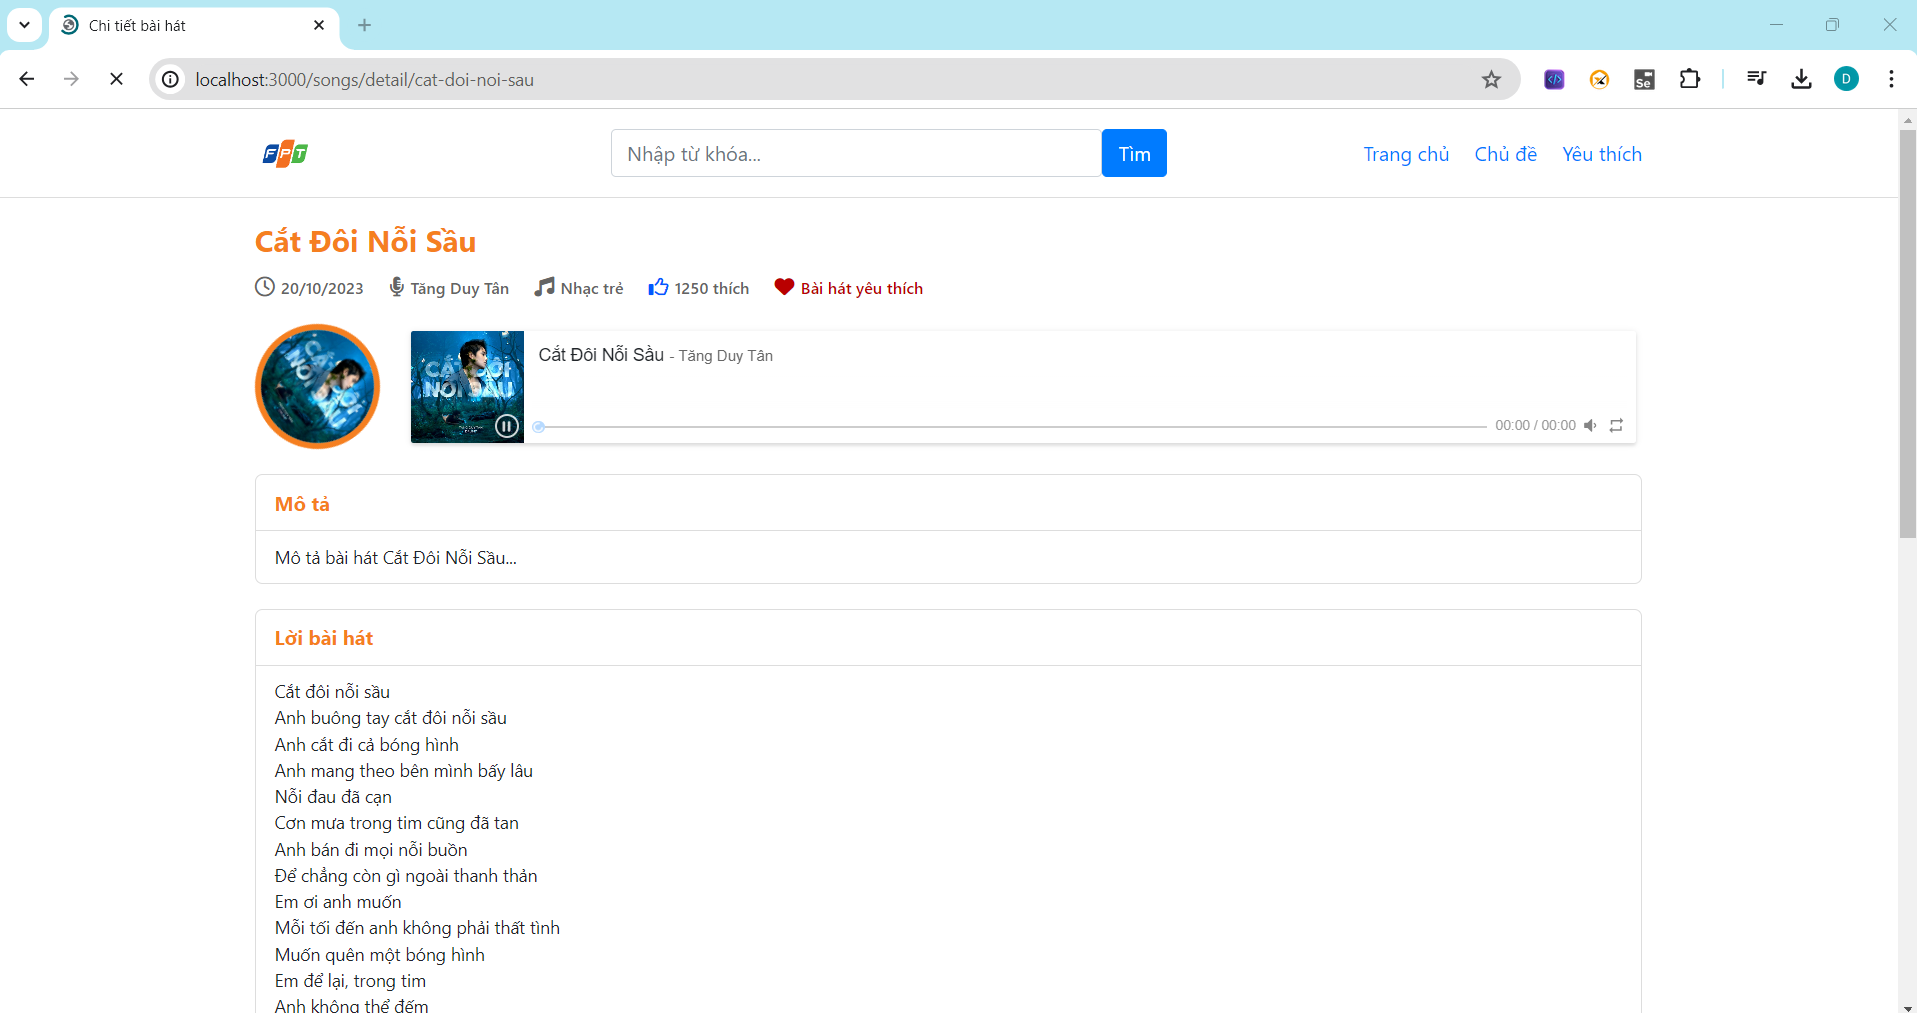 Chi tiết bài hát
localhost:3000/songs/detail/cat-doi-noi-sau
Se
D
FPT
Nhập từ khóa...
Tìm
Trang chủ
Chủ đề
Yêu thích
Cắt Đôi Nỗi Sầu
20/10/2023
Tăng Duy Tân
Nhạc trẻ
1250 thích
Bài hát yêu thích
CẮT ĐÔI
NỖI SẦU
Cắt Đôi Nỗi Sầu - Tăng Duy Tân
00:00 / 00:00
Mô tả
Mô tả bài hát Cắt Đôi Nỗi Sầu...
Lời bài hát
Cắt đôi nỗi sầu
Anh buông tay cắt đôi nỗi sầu
Anh cắt đi cả bóng hình
Anh mang theo bên mình bấy lâu
Nỗi đau đã cạn
Cơn mưa trong tim cũng đã tan
Anh bán đi mọi nỗi buồn
Để chẳng còn gì ngoài thanh thản
Em ơi anh muốn
Mỗi tối đến anh không phải thất tình
Muốn quên một bóng hình
Em để lại, trong tim
Anh không thể đếm